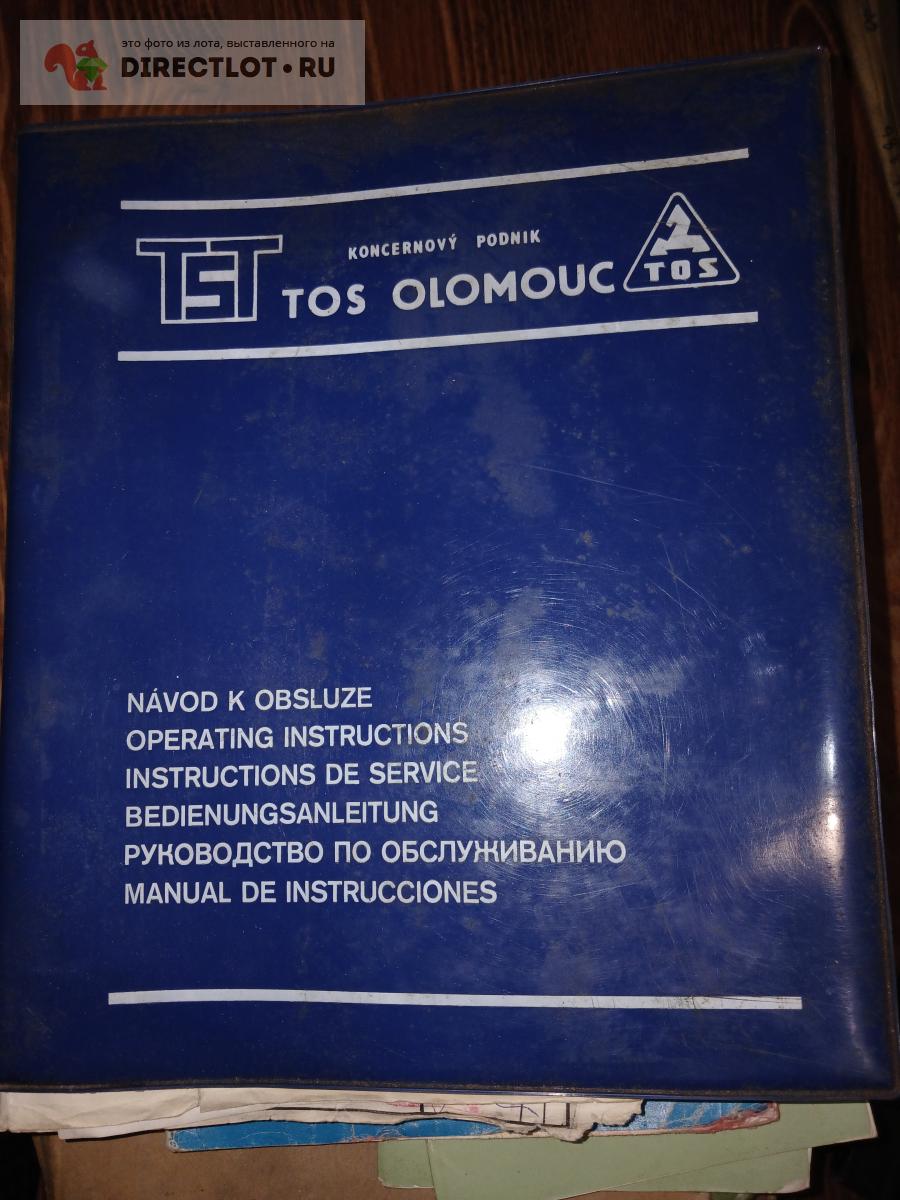 это фото из лота, выставленного на
DIRECTLOT•RU
KONCERNOVÝ PODNIK
TST
TOS OLOMOUC
TOS
NÁVOD K OBSLUZE
OPERATING INSTRUCTIONS
INSTRUCTIONS DE SERVICE
BEDIENUNGSANLEITUNG
РУКОВОДСТВО ПО ОБСЛУЖИВАНИЮ
MANUAL DE INSTRUCCIONES